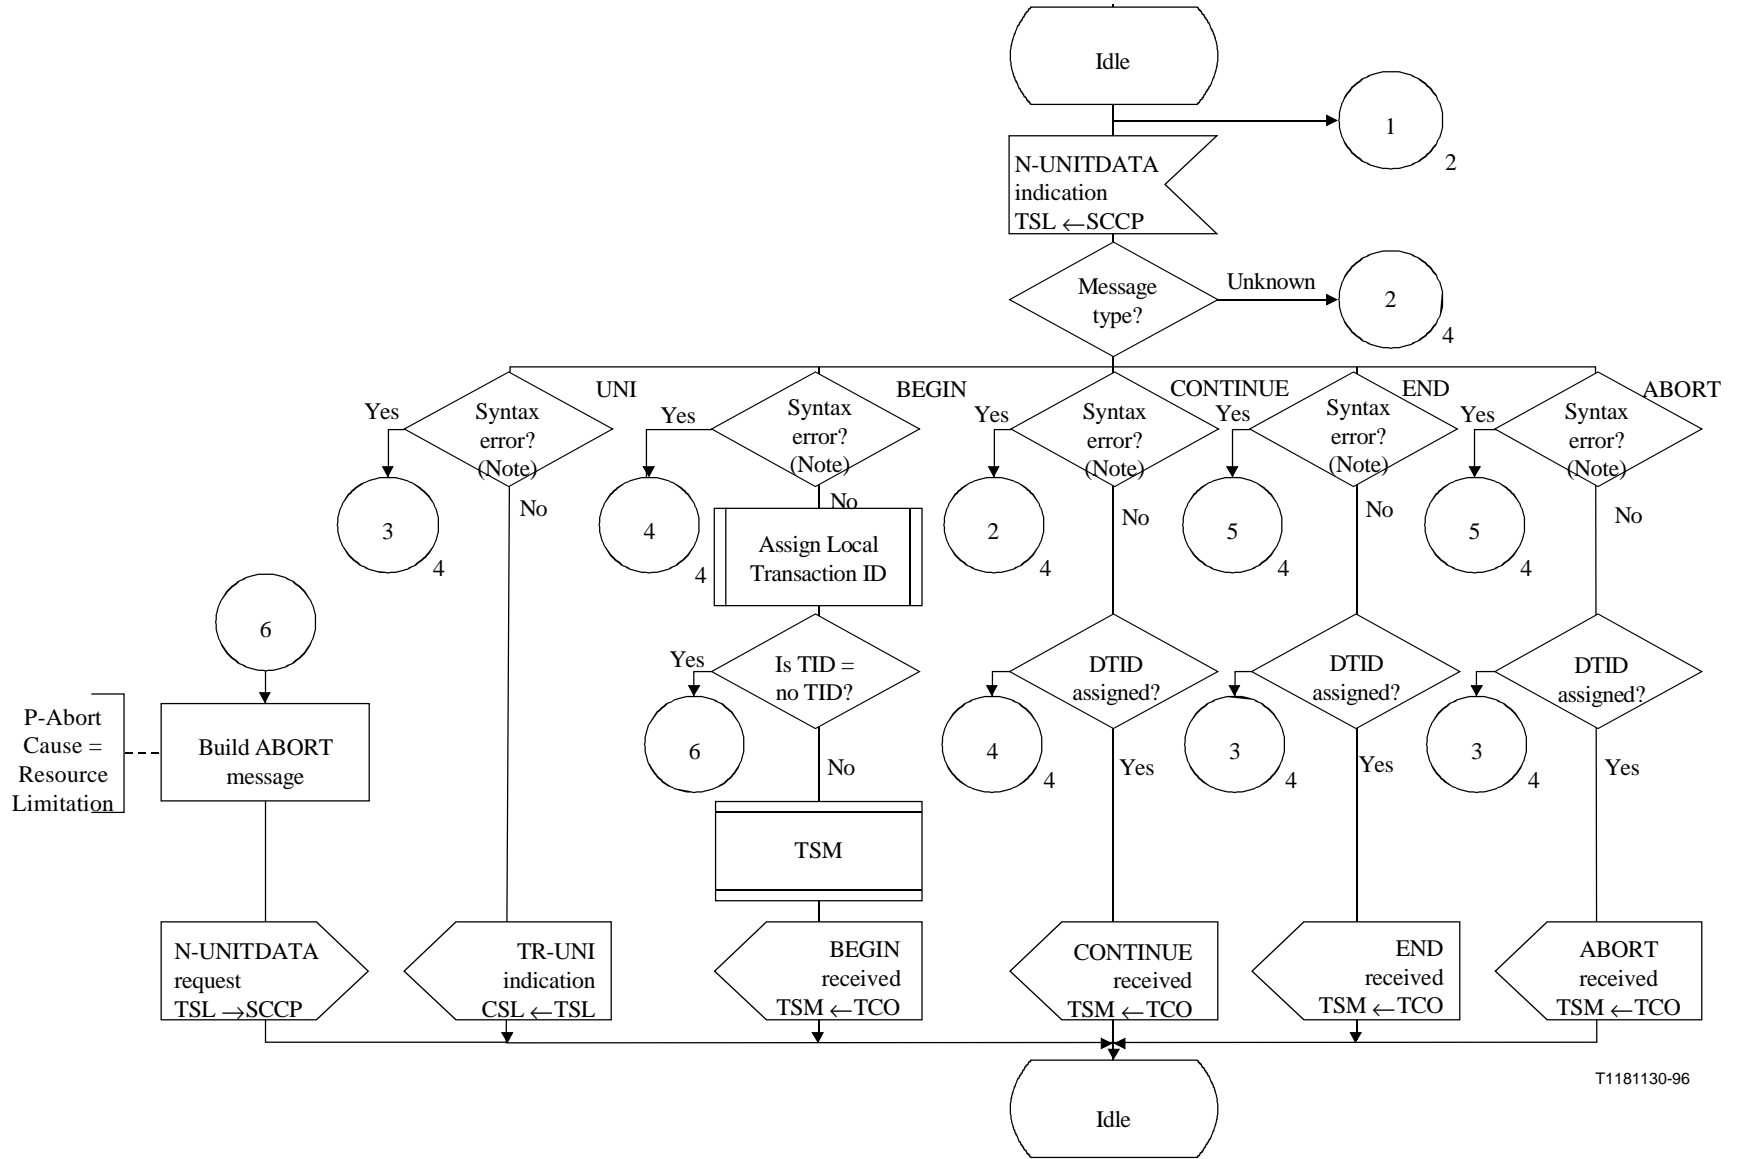 Idle
1
2
N-UNITDATA
indication
TSL ←SCCP
Message
type?
Unknown
2
4
UNI
BEGIN
CONTINUE
END
ABORT
Yes
Syntax
error?
(Note)
No
3
4
Yes
Syntax
error?
(Note)
No
4
4
Yes
Syntax
error?
(Note)
No
2
4
Yes
Syntax
error?
(Note)
No
5
4
Yes
Syntax
error?
(Note)
No
5
4
Assign Local
Transaction ID
6
Yes
Is TID =
no TID?
6
No
DTID
assigned?
4
4
Yes
DTID
assigned?
3
4
Yes
DTID
assigned?
3
4
Yes
P-Abort
Cause =
Resource
Limitation
Build ABORT
message
TSM
N-UNITDATA
request
TSL →SCCP
TR-UNI
indication
CSL ←TSL
BEGIN
received
TSM ←TCO
CONTINUE
received
TSM ←TCO
END
received
TSM ←TCO
ABORT
received
TSM ←TCO
T1181130-96
Idle